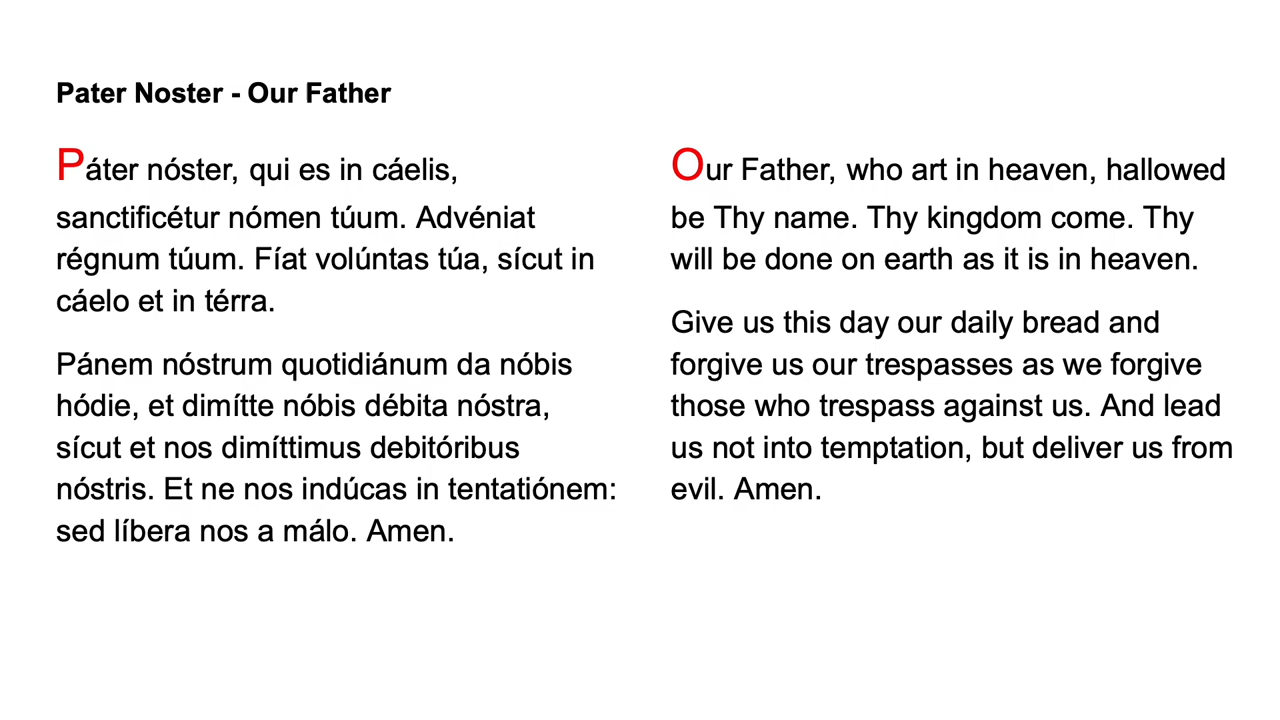 Pater Noster - Our Father
Páter nóster, qui es in cáelis,
sanctificétur nómen túum. Advéniat
régnum túum. Fíat volúntas túa, sícut in
cáelo et in térra.
Pánem nóstrum quotidiánum da nóbis
hódie, et dimítte nóbis débita nóstra,
sícut et nos dimíttimus debitóribus
nóstris. Et ne nos indúcas in tentatiónem:
sed líbera nos a málo. Amen.
Our Father, who art in heaven, hallowed
be Thy name. Thy kingdom come. Thy
will be done on earth as it is in heaven.
Give us this day our daily bread and
forgive us our trespasses as we forgive
those who trespass against us. And lead
us not into temptation, but deliver us from
evil. Amen.